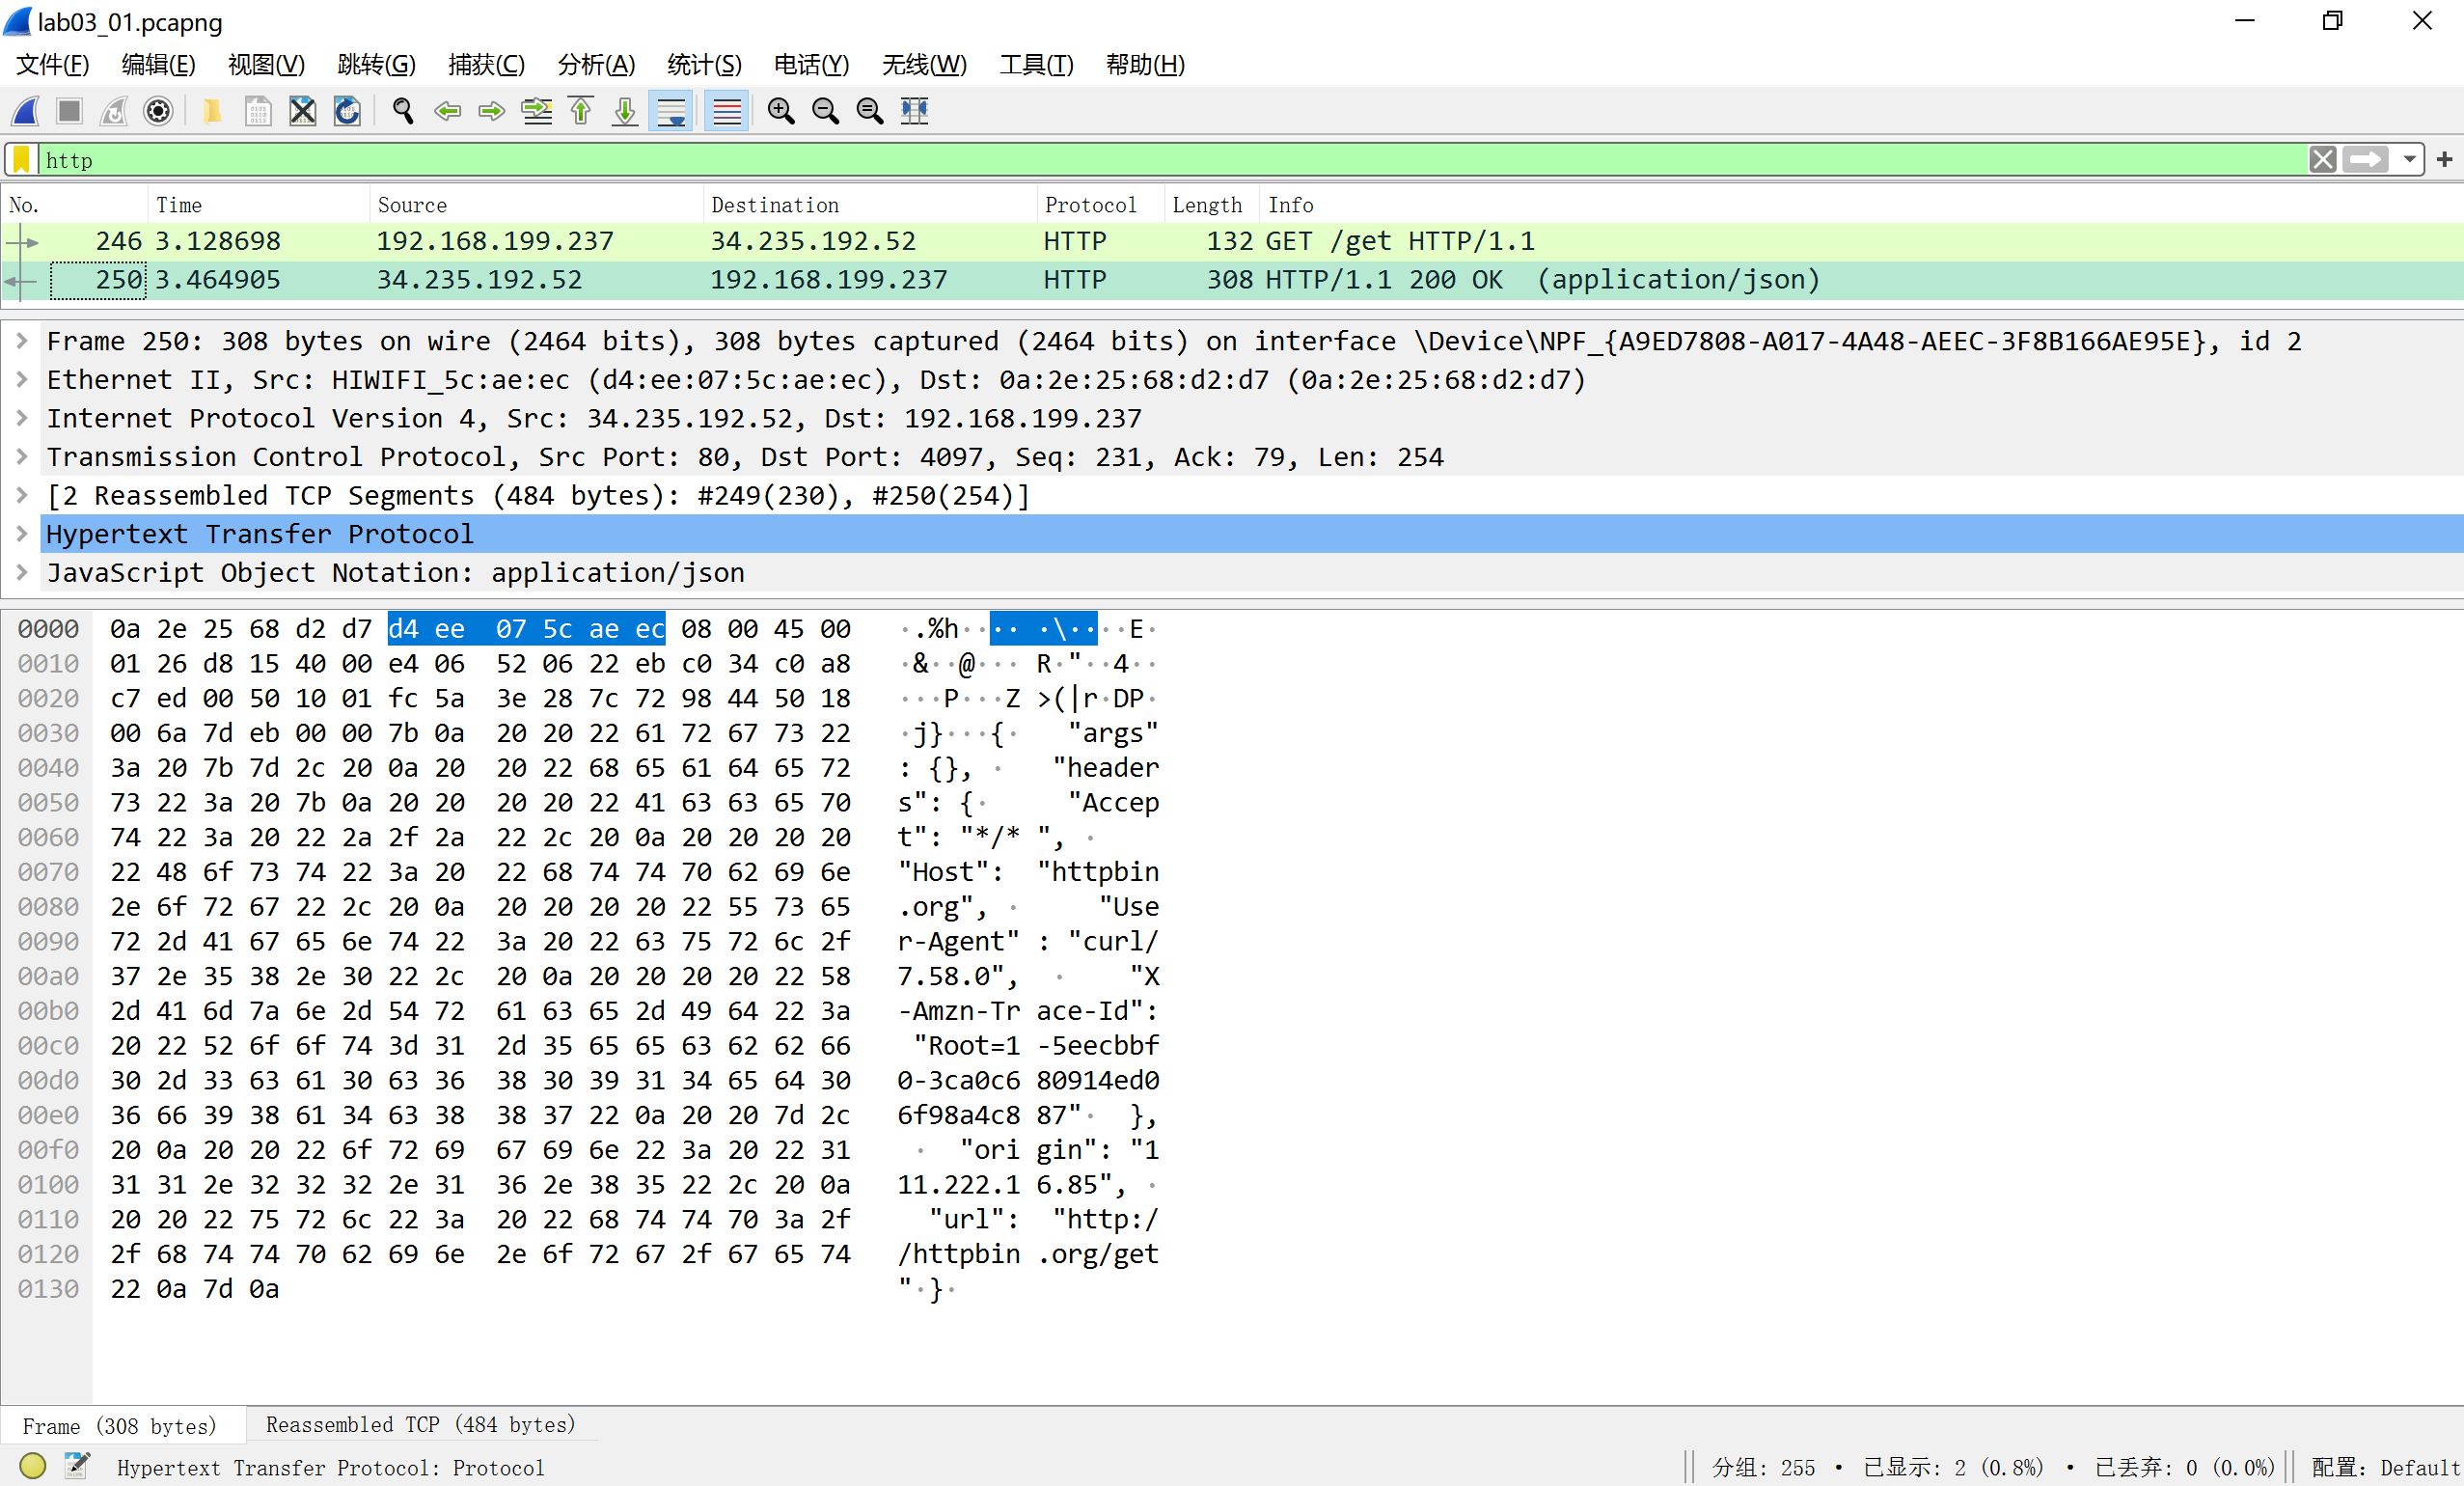 lab03_01.pcapng
文件(F) 编辑(E) 视图(V) 跳转(G) 捕获(C) 分析(A) 统计(S) 电话(Y) 无线(W) 工具(T) 帮助(H)
http
No. Time Source Destination Protocol Length Info
246 3.128698 192.168.199.237 34.235.192.52 HTTP 132 GET /get HTTP/1.1
250 3.464905 34.235.192.52 192.168.199.237 HTTP 308 HTTP/1.1 200 OK (application/json)
Frame 250: 308 bytes on wire (2464 bits), 308 bytes captured (2464 bits) on interface \Device\NPF_{A9ED7808-A017-4A48-AEEC-3F8B166AE95E}, id 2
Ethernet II, Src: HIWIFI_5c:ae:ec (d4:ee:07:5c:ae:ec), Dst: 0a:2e:25:68:d2:d7 (0a:2e:25:68:d2:d7)
Internet Protocol Version 4, Src: 34.235.192.52, Dst: 192.168.199.237
Transmission Control Protocol, Src Port: 80, Dst Port: 4097, Seq: 231, Ack: 79, Len: 254
[2 Reassembled TCP Segments (484 bytes): #249(230), #250(254)]
Hypertext Transfer Protocol
JavaScript Object Notation: application/json
0000 0a 2e 25 68 d2 d7 d4 ee 07 5c ae ec 08 00 45 00 ·.%h···· ·\····E·
0010 01 26 d8 15 40 00 e4 06 52 06 22 eb c0 34 c0 a8 ·&··@··· R·"··4··
0020 c7 ed 00 50 10 01 fc 5a 3e 28 7c 72 98 44 50 18 ···P···Z >(|r·DP·
0030 00 6a 7d eb 00 00 7b 0a 20 20 22 61 72 67 73 22 ·j}···{· "args"
0040 3a 20 7b 7d 2c 20 0a 20 20 22 68 65 61 64 65 72 : {}, · "header
0050 73 22 3a 20 7b 0a 20 20 20 20 22 41 63 63 65 70 s": {· "Accep
0060 74 22 3a 20 22 2a 2f 2a 22 2c 20 0a 20 20 20 20 t": "*/* ", ·
0070 22 48 6f 73 74 22 3a 20 22 68 74 74 70 62 69 6e "Host": "httpbin
0080 2e 6f 72 67 22 2c 20 0a 20 20 20 20 22 55 73 65 .org", · "Use
0090 72 2d 41 67 65 6e 74 22 3a 20 22 63 75 72 6c 2f r-Agent" : "curl/
00a0 37 2e 35 38 2e 30 22 2c 20 0a 20 20 20 20 22 58 7.58.0", · "X
00b0 2d 41 6d 7a 6e 2d 54 72 61 63 65 2d 49 64 22 3a -Amzn-Tr ace-Id":
00c0 20 22 52 6f 6f 74 3d 31 2d 35 65 65 63 62 62 66 "Root=1 -5eecbbf
00d0 30 2d 33 63 61 30 63 36 38 30 39 31 34 65 64 30 0-3ca0c6 80914ed0
00e0 36 66 39 38 61 34 63 38 38 37 22 0a 20 20 7d 2c 6f98a4c8 87"· },
00f0 20 0a 20 20 22 6f 72 69 67 69 6e 22 3a 20 22 31 · "ori gin": "1
0100 31 31 2e 32 32 32 2e 31 36 2e 38 35 22 2c 20 0a 11.222.1 6.85", ·
0110 20 20 22 75 72 6c 22 3a 20 22 68 74 74 70 3a 2f "url": "http:/
0120 2f 68 74 74 70 62 69 6e 2e 6f 72 67 2f 67 65 74 /httpbin .org/get
0130 22 0a 7d 0a "·}·
Frame (308 bytes) Reassembled TCP (484 bytes)
Hypertext Transfer Protocol: Protocol 分组: 255 · 已显示: 2 (0.8%) · 已丢弃: 0 (0.0%) 配置: Default